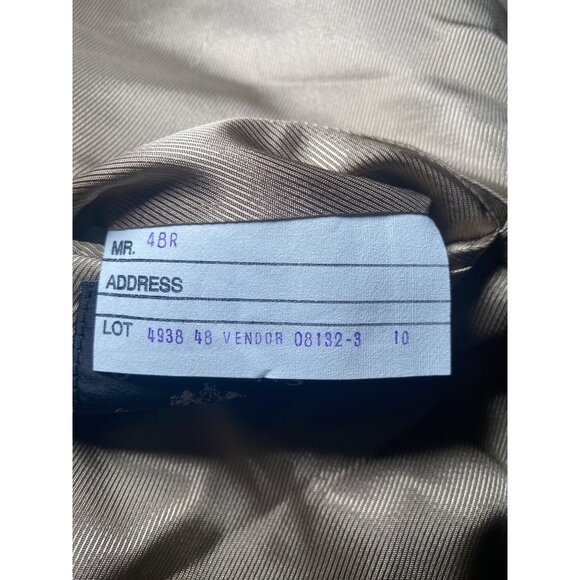 MR. 48R
ADDRESS
LOT 4938 48 VENDOR 08132-3 10